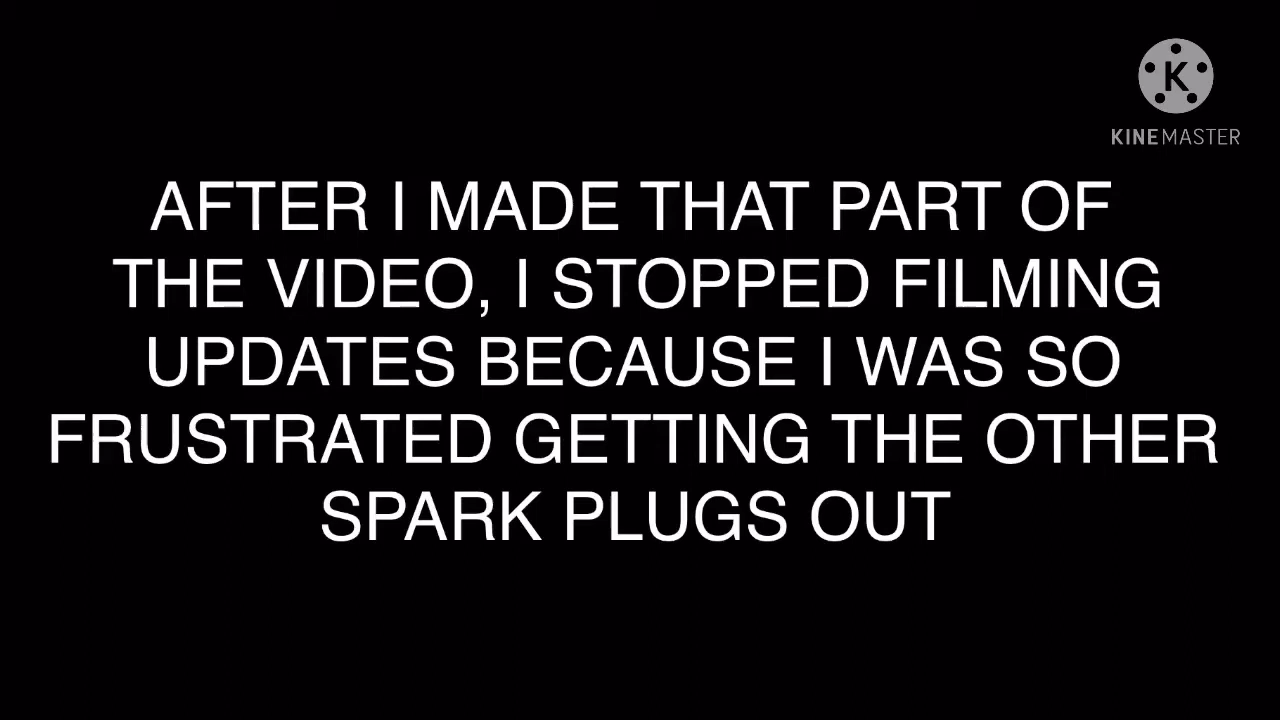 K
KINEMASTER
AFTER I MADE THAT PART OF
THE VIDEO, I STOPPED FILMING
UPDATES BECAUSE I WAS SO
FRUSTRATED GETTING THE OTHER
SPARK PLUGS OUT